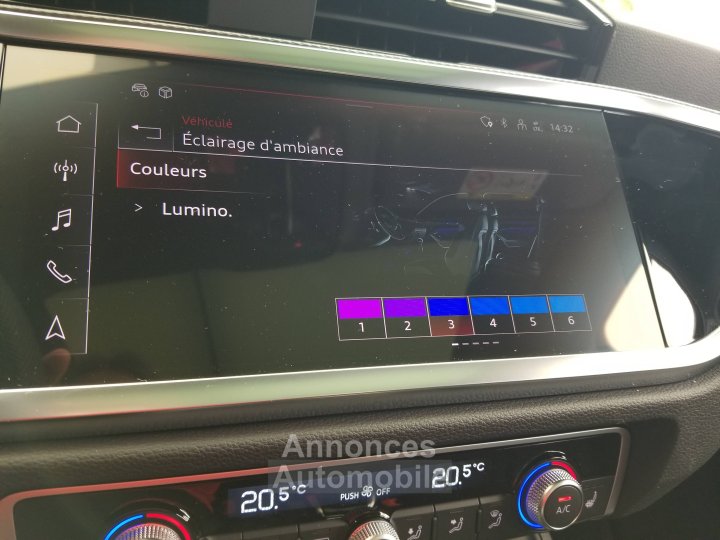 Véhicule
14:32
Éclairage d'ambiance
Couleurs
> Lumino.
1 2 3 4 5 6
Annonces
Automobile
20.5°C PUSH OFF 20.5°C
A/C